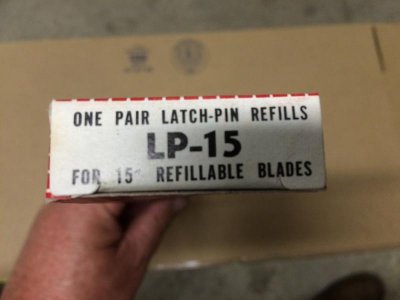 ONE PAIR LATCH-PIN REFILLS
LP-15
FOR 15" REFILLABLE BLADES